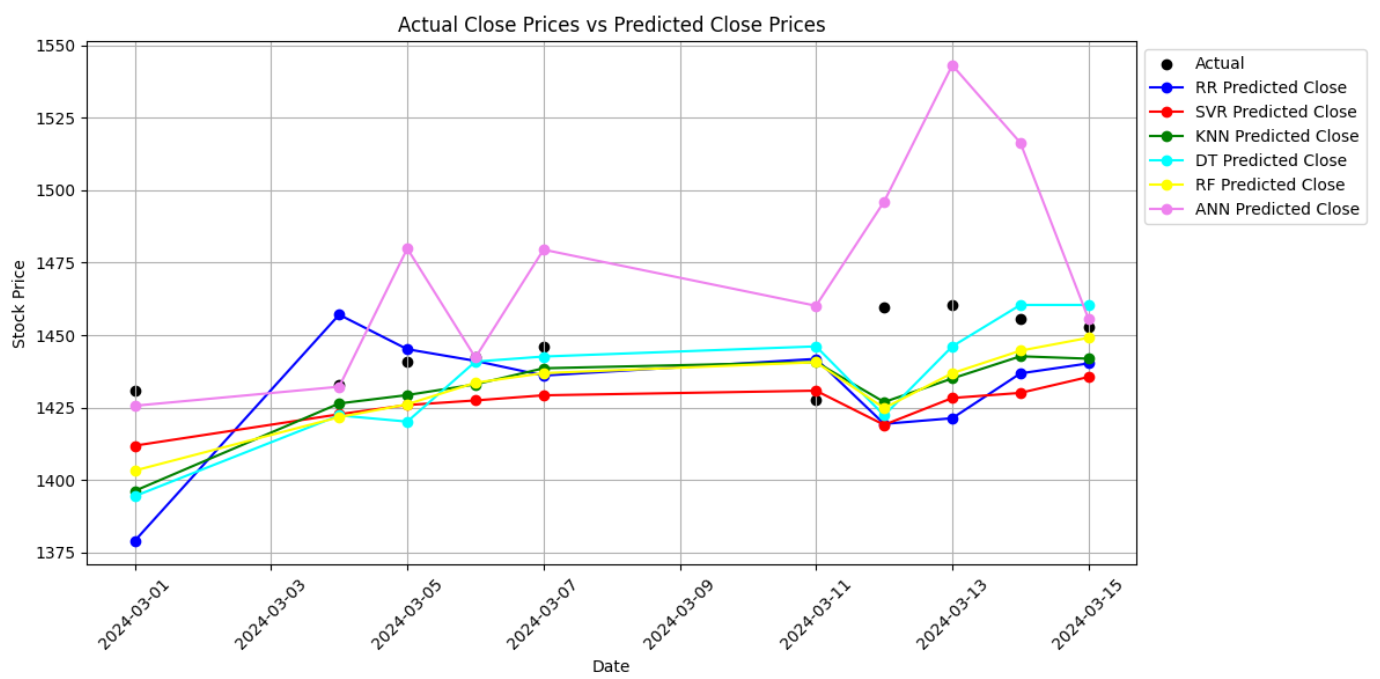 Actual Close Prices vs Predicted Close Prices
Stock Price
1550
1525
1500
1475
1450
1425
1400
1375
2024-03-01
2024-03-03
2024-03-05
2024-03-07
2024-03-09
2024-03-11
2024-03-13
2024-03-15
Date
Actual
RR Predicted Close
SVR Predicted Close
KNN Predicted Close
DT Predicted Close
RF Predicted Close
ANN Predicted Close